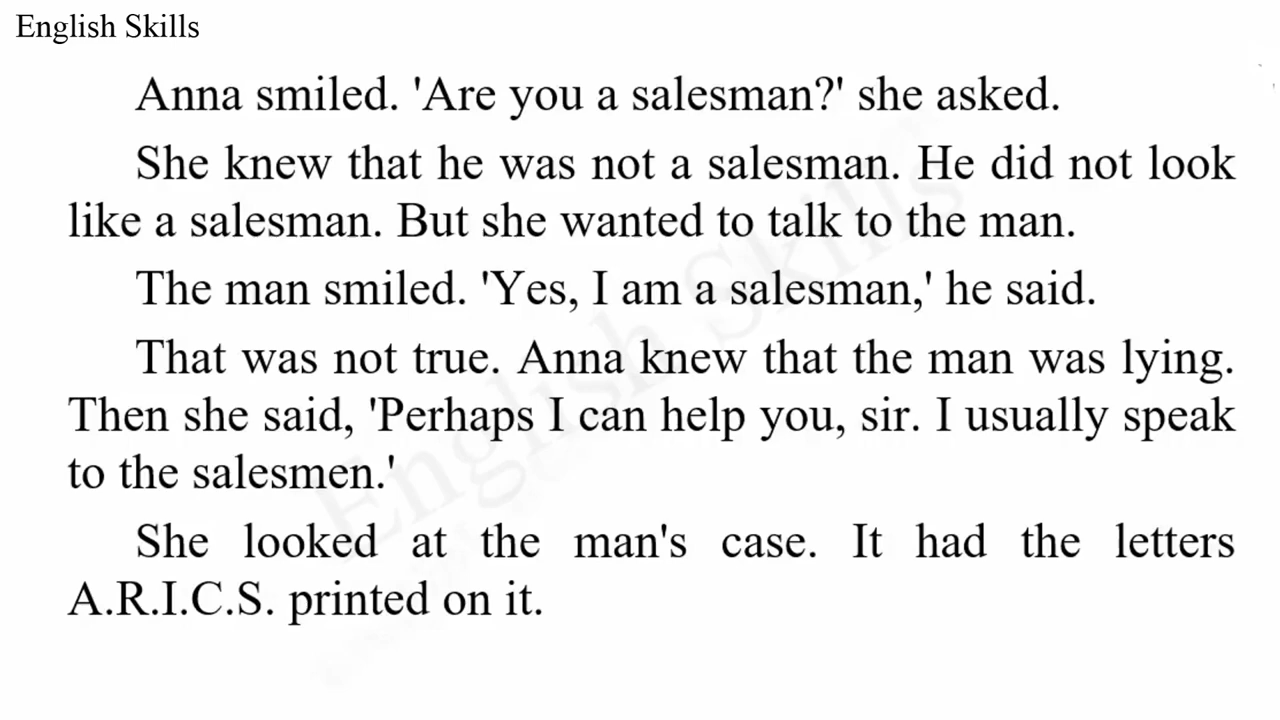 English Skills
Anna smiled. 'Are you a salesman?' she asked.
She knew that he was not a salesman. He did not look
like a salesman. But she wanted to talk to the man.
The man smiled. 'Yes, I am a salesman,' he said.
That was not true. Anna knew that the man was lying.
Then she said, 'Perhaps I can help you, sir. I usually speak
to the salesmen.'
She looked at the man's case. It had the letters
A.R.I.C.S. printed on it.
English Skills